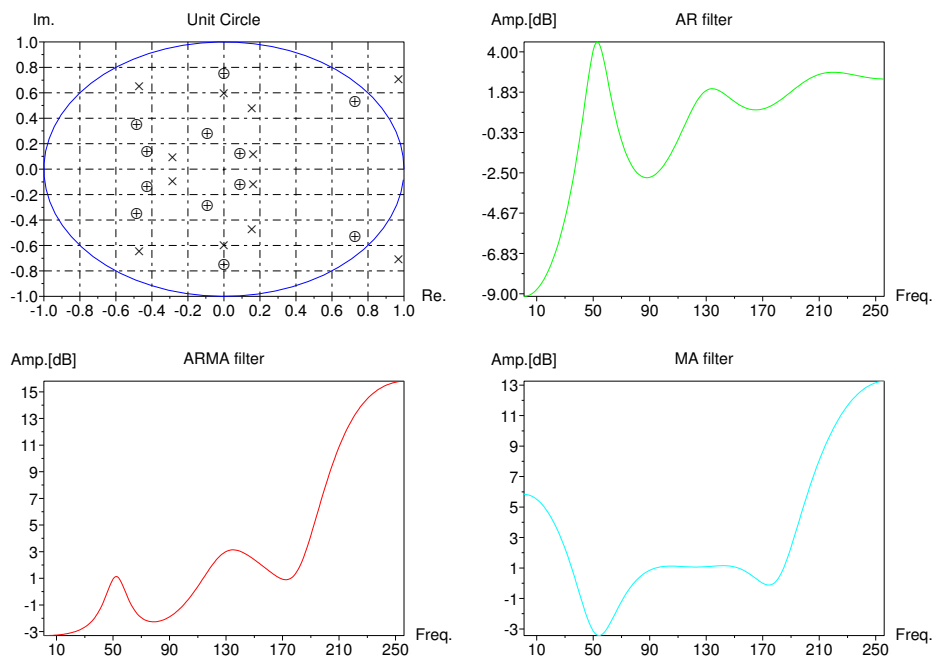 Im.
Unit Circle
1.0
0.8
0.6
0.4
0.2
0.0
-0.2
-0.4
-0.6
-0.8
-1.0
-1.0 -0.8 -0.6 -0.4 -0.2 0.0 0.2 0.4 0.6 0.8 1.0
Re.
Amp.[dB]
AR filter
4.00
1.83
-0.33
-2.50
-4.67
-6.83
-9.00
10 50 90 130 170 210 250
Freq.
Amp.[dB]
ARMA filter
15
13
11
9
7
5
3
1
-1
-3
10 50 90 130 170 210 250
Freq.
Amp.[dB]
MA filter
13
11
9
7
5
3
1
-1
-3
10 50 90 130 170 210 250
Freq.